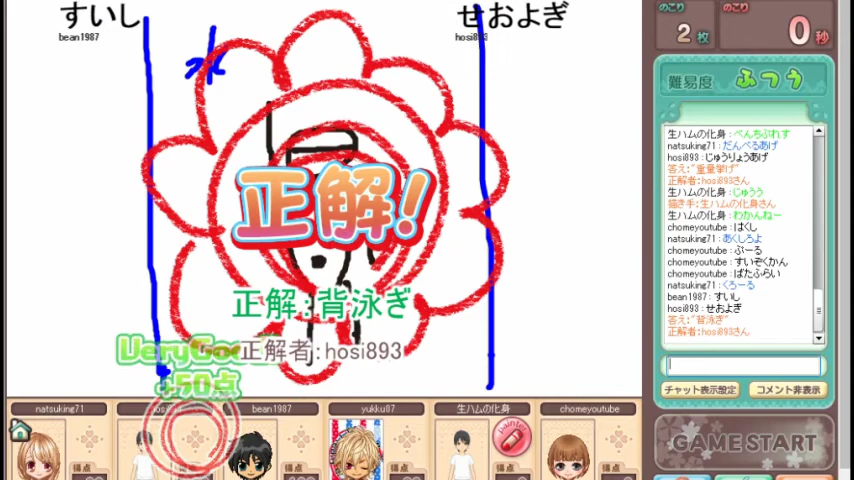 すいし
bean1987
せおよぎ
水
正解!
正解:背泳ぎ
正解者:hosi893
+50点
natsuking71
bean1987
yukku07
生ハムの化身
chomeyoutube
Painter
得点
得点
得点
得点
得点
得点
のこり
2枚
のこり
0秒
難易度 ふつう
生ハムの化身 : べんちぷれす
natsuking71 : だんべるあげ
hosi893 : じゅうりょうあげ
答え:"重量挙げ"
正解者:hosi893さん
生ハムの化身 : じゅうう
描き手:生ハムの化身さん
生ハムの化身 : わかんねー
chomeyoutube : はくし
natsuking71 : あくしろよ
chomeyoutube : ぷーる
chomeyoutube : すいぞくかん
chomeyoutube : ばたふらい
natsuking71 : くろーる
bean1987 : すいし
hosi893 : せおよぎ
答え:"背泳ぎ"
正解者:hosi893さん
チャット表示設定
コメント非表示
GAME START